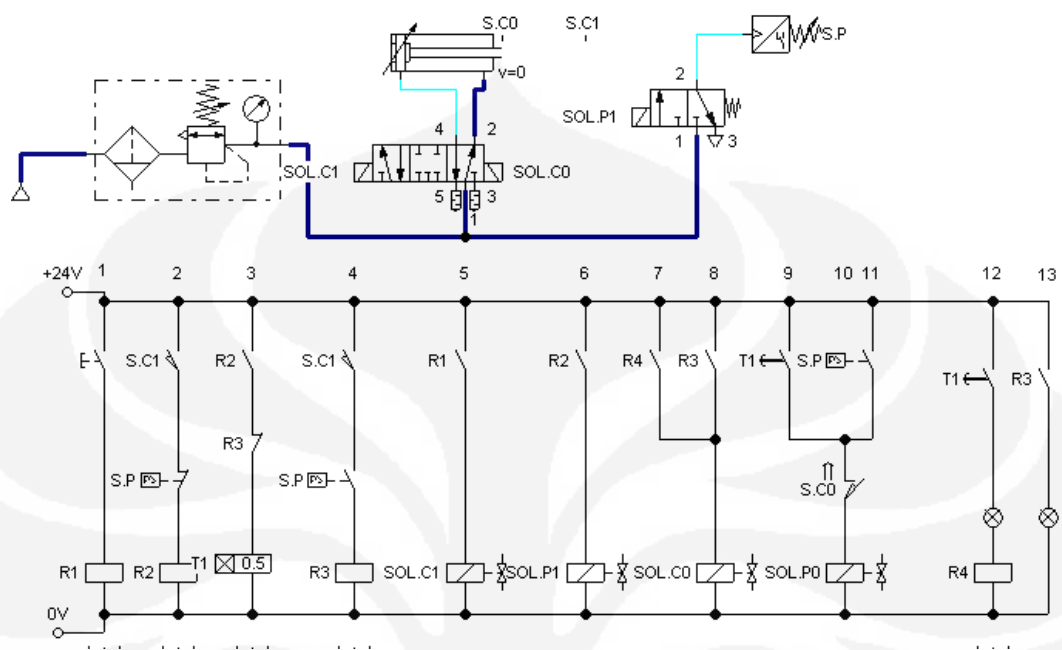 S.C0 S.C1
S.P
v=0
2
SOL.P1
4 2
1 3
SOL.C1 SOL.C0
5 3
1
+24V 1 2 3 4 5 6 7 8 9 10 11 12 13
S.C1 R2 S.C1 R1 R2 R4 R3 T1 S.P T1 R3
R3
S.P S.P S.C0
R1 R2 T1 0.5 R3 SOL.C1 SOL.P1 SOL.C0 SOL.P0 R4
0V